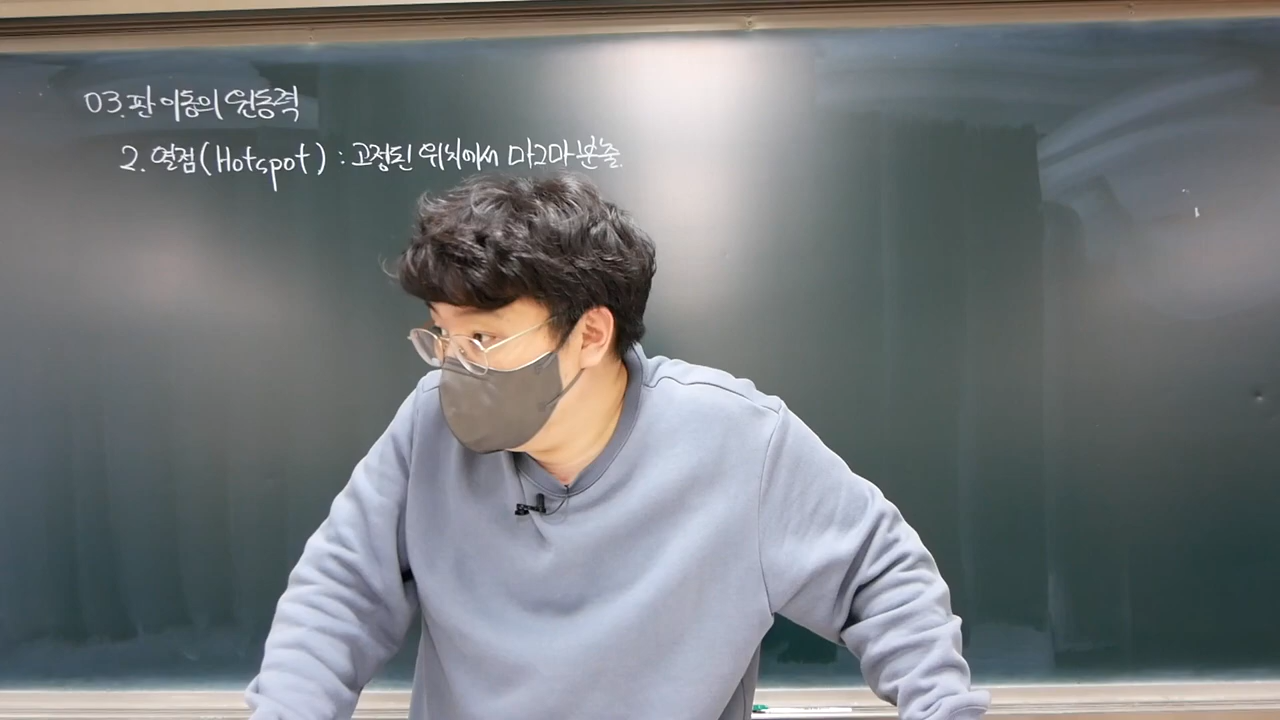 03. 판 이동의 원동력
2. 열점(Hotspot) : 고정된 위치에서 마그마 분출.